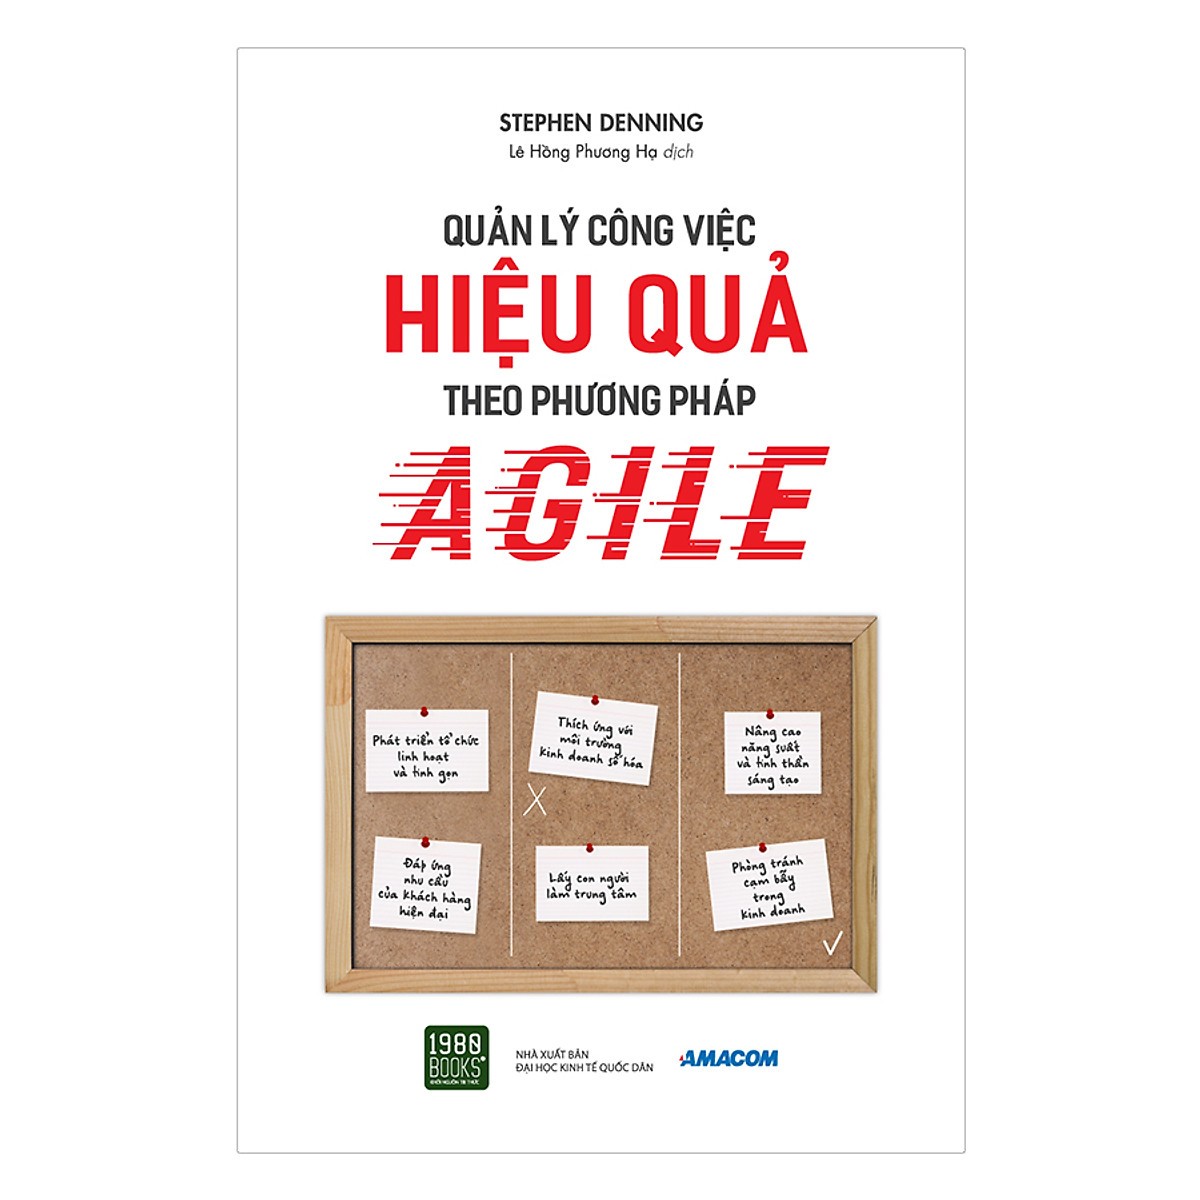 STEPHEN DENNING
Lê Hồng Phương Hạ dịch
QUẢN LÝ CÔNG VIỆC
HIỆU QUẢ
THEO PHƯƠNG PHÁP
AGILE
Phát triển tổ chức
linh hoạt
và tinh gọn
Thích ứng với
môi trường
kinh doanh số hóa
Nâng cao
năng suất
và tinh thần
sáng tạo
Đáp ứng
nhu cầu
của khách hàng
hiện đại
Lấy con người
làm trung tâm
Phòng tránh
cạm bẫy
trong
kinh doanh
1980
BOOKS®
KHƠI NGUỒN TRI THỨC
NHÀ XUẤT BẢN
ĐẠI HỌC KINH TẾ QUỐC DÂN
AMACOM